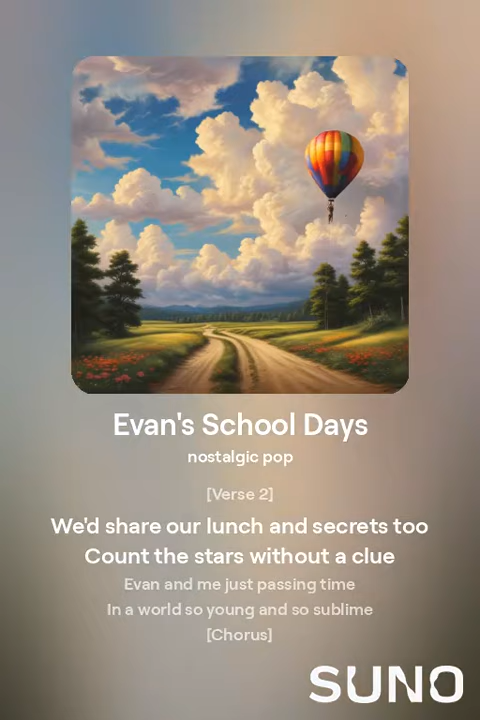 Evan's School Days
nostalgic pop
[Verse 2]
We'd share our lunch and secrets too
Count the stars without a clue
Evan and me just passing time
In a world so young and so sublime
[Chorus]
SUNO